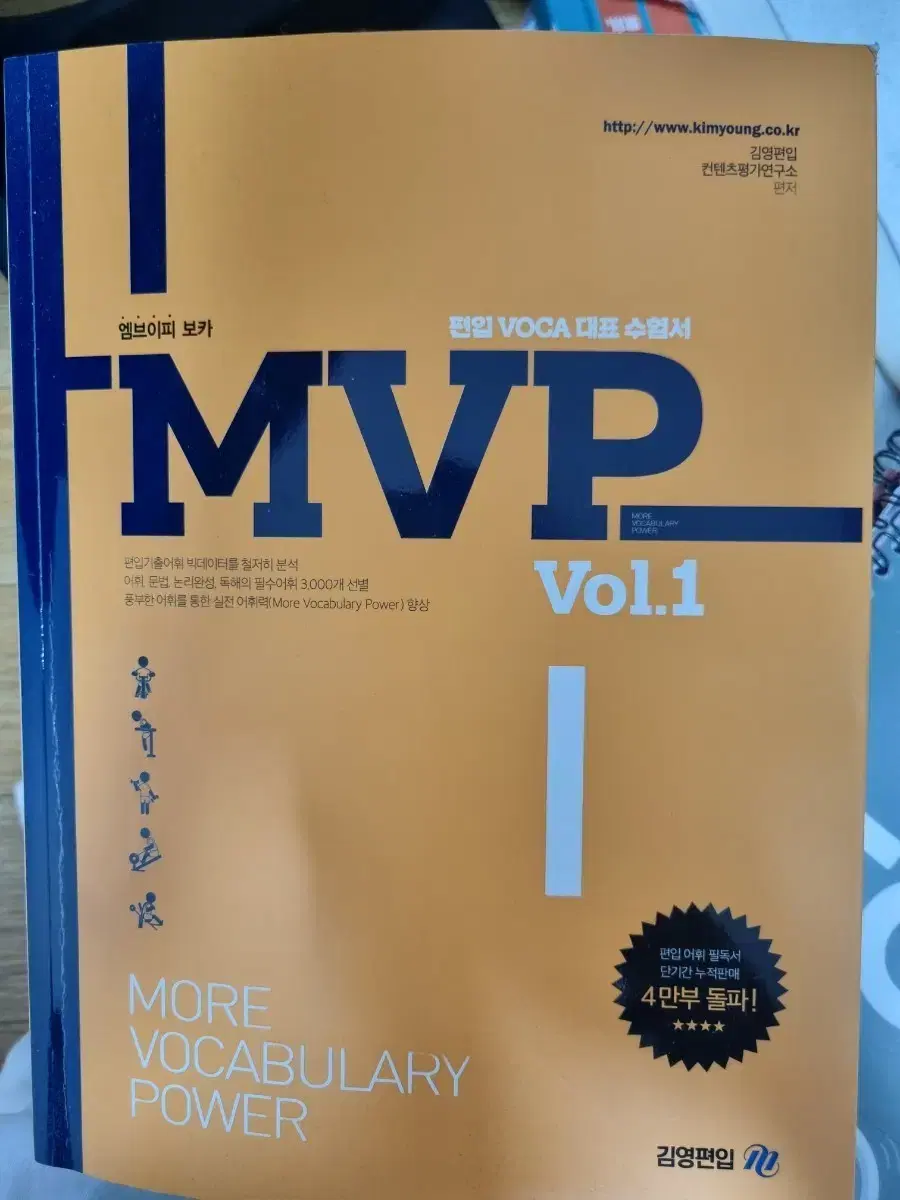 http://www.kimyoung.co.kr
김영편입
컨텐츠평가연구소
편저
엠브이피 보카
편입 VOCA 대표 수험서
MVP
MORE
VOCABULARY
POWER
편입기출어휘 빅데이터를 철저히 분석
어휘, 문법, 논리완성, 독해의 필수어휘 3,000개 선별
풍부한 어휘를 통한 실전 어휘력(More Vocabulary Power) 향상
Vol.1
편입 어휘 필독서
단기간 누적판매
4만부 돌파!
MORE
VOCABULARY
POWER
김영편입